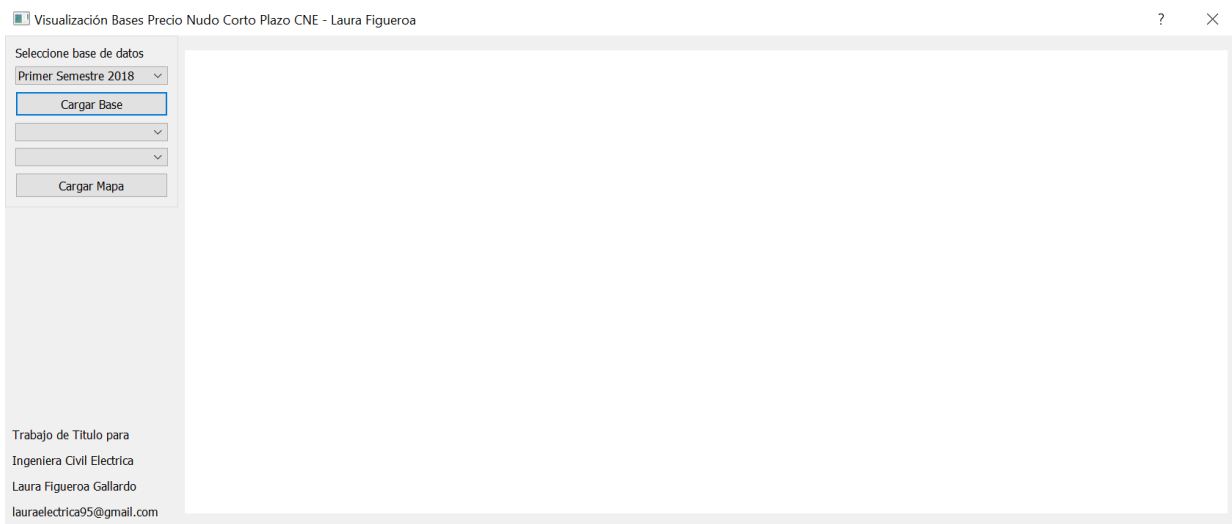 Visualización Bases Precio Nudo Corto Plazo CNE - Laura Figueroa ?
Seleccione base de datos
Primer Semestre 2018
Cargar Base
Cargar Mapa
Trabajo de Titulo para
Ingeniera Civil Electrica
Laura Figueroa Gallardo
lauraelectrica95@gmail.com